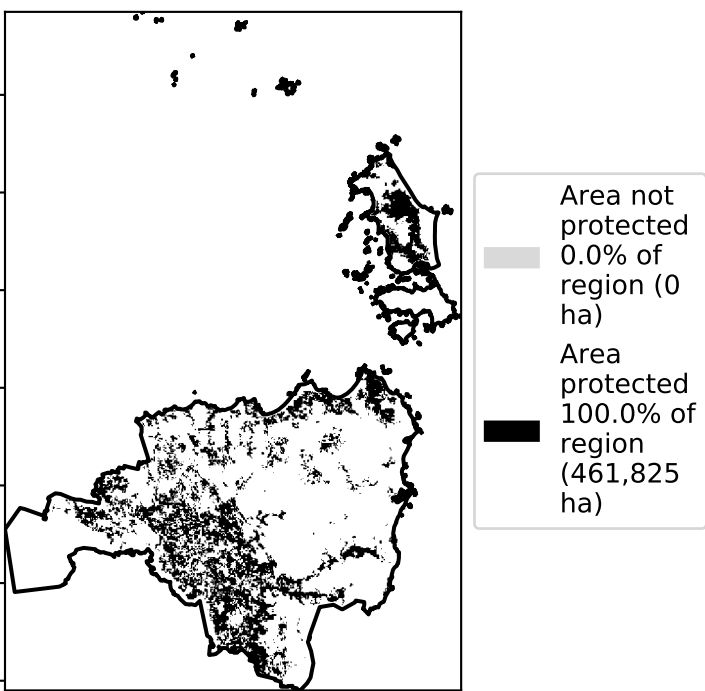 Area not
protected
0.0% of
region (0
ha)
Area
protected
100.0% of
region
(461,825
ha)